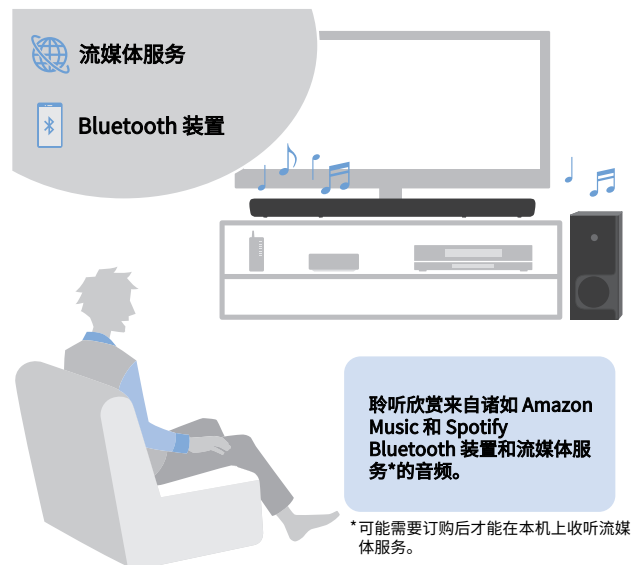 流媒体服务
Bluetooth 装置
聆听欣赏来自诸如 Amazon
Music 和 Spotify
Bluetooth 装置和流媒体服
务*的音频。
*可能需要订购后才能在本机上收听流媒
体服务。